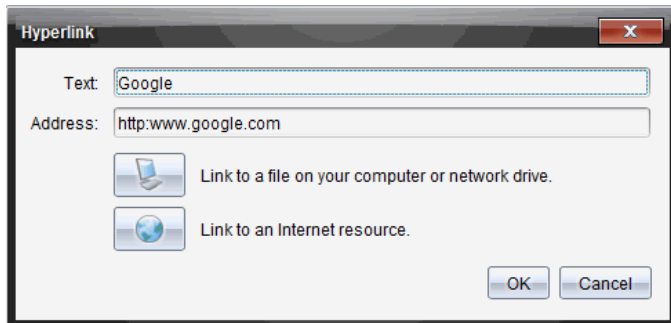 Hyperlink
Text: Google
Address: http:www.google.com
Link to a file on your computer or network drive.
Link to an Internet resource.
OK Cancel